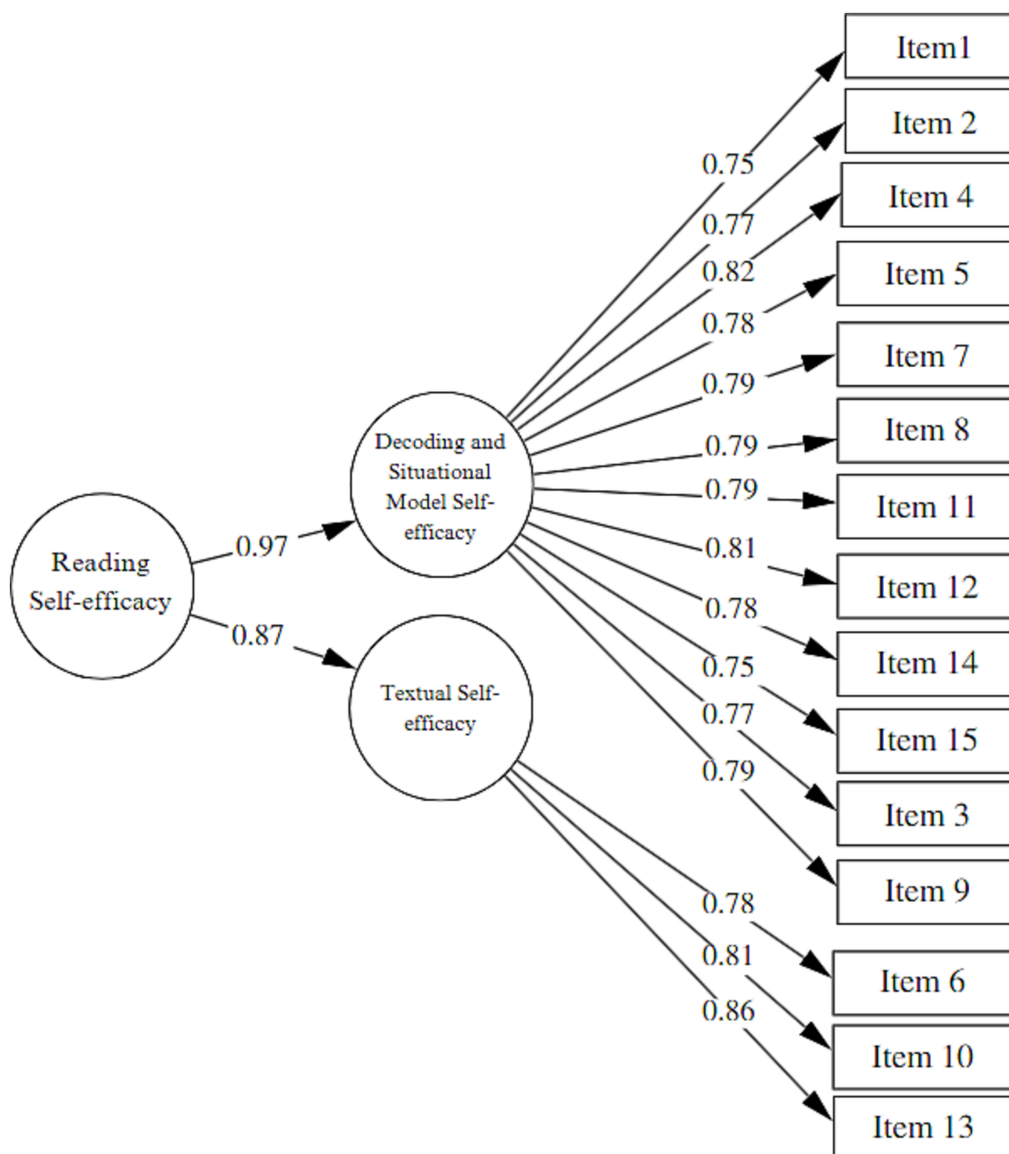 Item1
0.75
Item 2
0.77
Item 4
0.82
Item 5
0.78
Item 7
0.79
Item 8
0.79
Item 11
0.79
Item 12
0.81
Item 14
0.78
Item 15
0.75
Item 3
0.77
Item 9
0.79
Decoding and
Situational
Model Self-
efficacy
0.97
Reading
Self-efficacy
0.87
Textual Self-
efficacy
0.78
Item 6
0.81
Item 10
0.86
Item 13